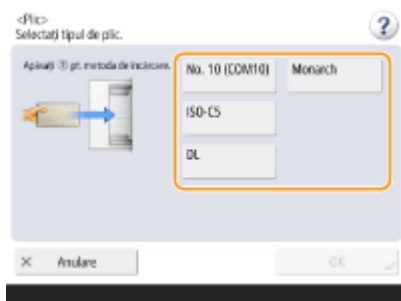 <Plic>
Selectați tipul de plic.
?
Apăsați ? pt. metoda de încărcare.
No. 10 (COM10)
Monarch
ISO-C5
DL
× Anulare
OK